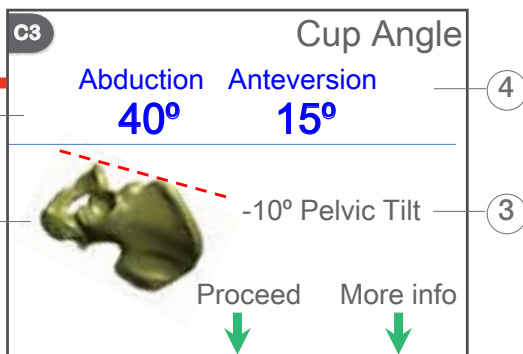 C3
Cup Angle
Abduction Anteversion
40º 15º
4
-10º Pelvic Tilt
3
Proceed More info